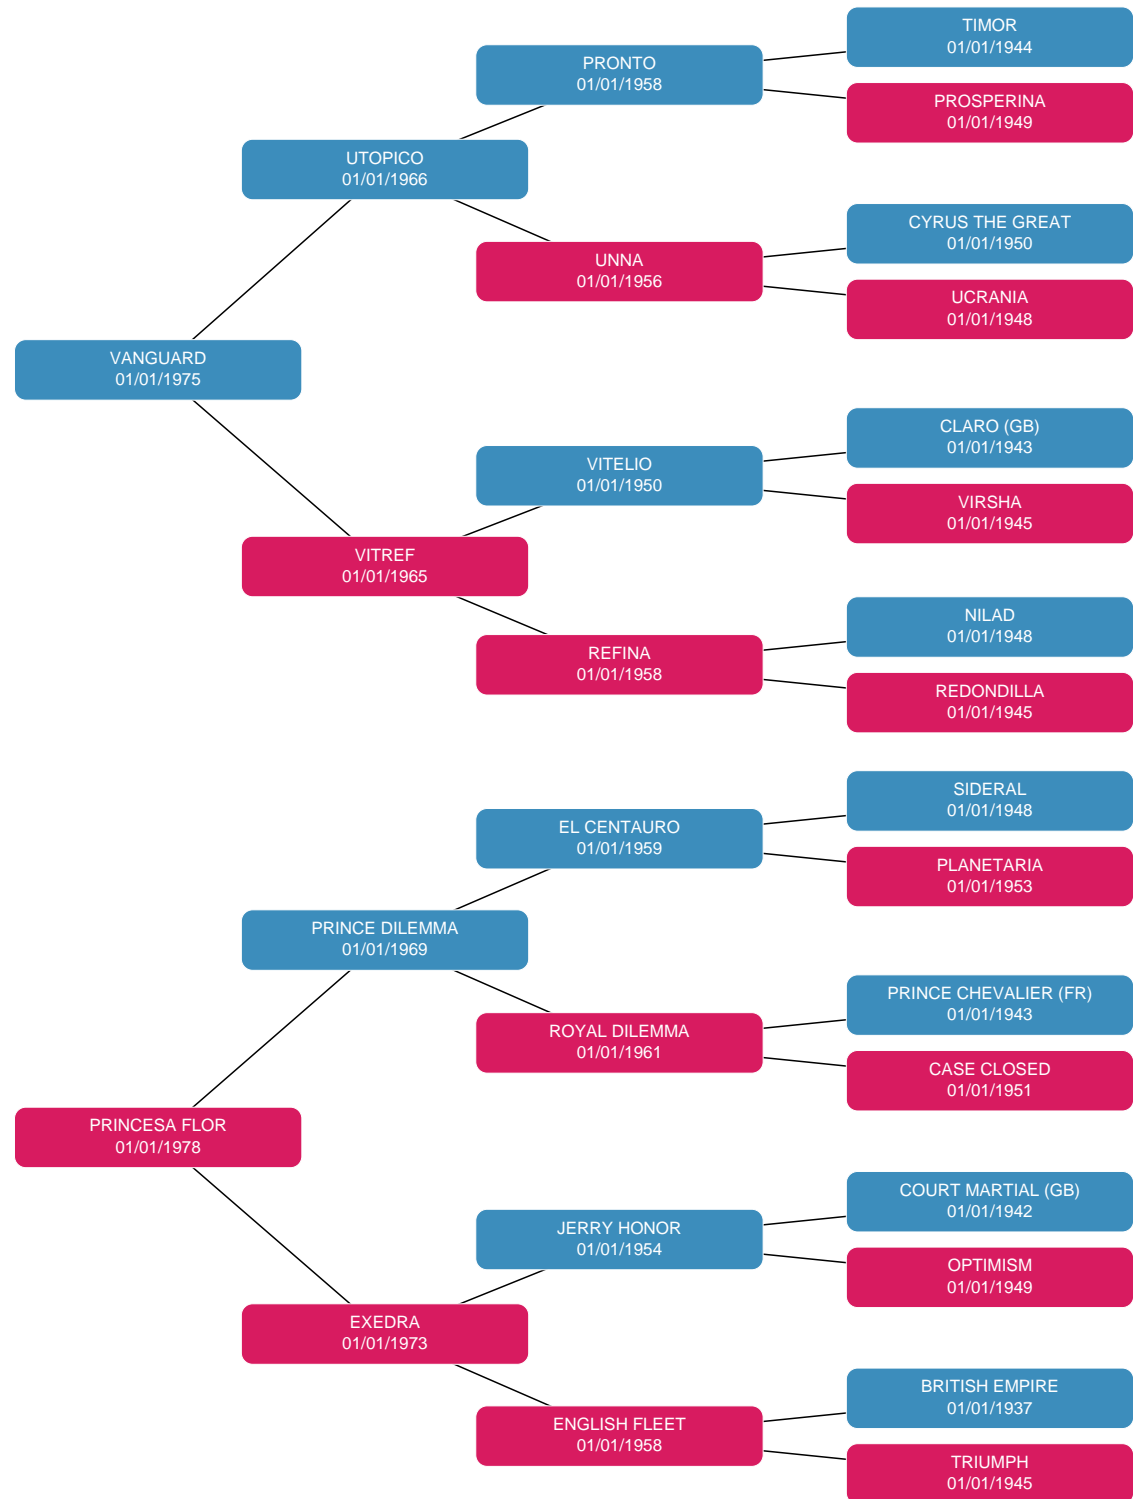 TIMOR
01/01/1944
PRONTO
01/01/1958
PROSPERINA
01/01/1949
UTOPICO
01/01/1966
CYRUS THE GREAT
01/01/1950
UNNA
01/01/1956
UCRANIA
01/01/1948
VANGUARD
01/01/1975
CLARO (GB)
01/01/1943
VITELIO
01/01/1950
VIRSHA
01/01/1945
VITREF
01/01/1965
NILAD
01/01/1948
REFINA
01/01/1958
REDONDILLA
01/01/1945
SIDERAL
01/01/1948
EL CENTAURO
01/01/1959
PLANETARIA
01/01/1953
PRINCE DILEMMA
01/01/1969
PRINCE CHEVALIER (FR)
01/01/1943
ROYAL DILEMMA
01/01/1961
CASE CLOSED
01/01/1951
PRINCESA FLOR
01/01/1978
COURT MARTIAL (GB)
01/01/1942
JERRY HONOR
01/01/1954
OPTIMISM
01/01/1949
EXEDRA
01/01/1973
BRITISH EMPIRE
01/01/1937
ENGLISH FLEET
01/01/1958
TRIUMPH
01/01/1945